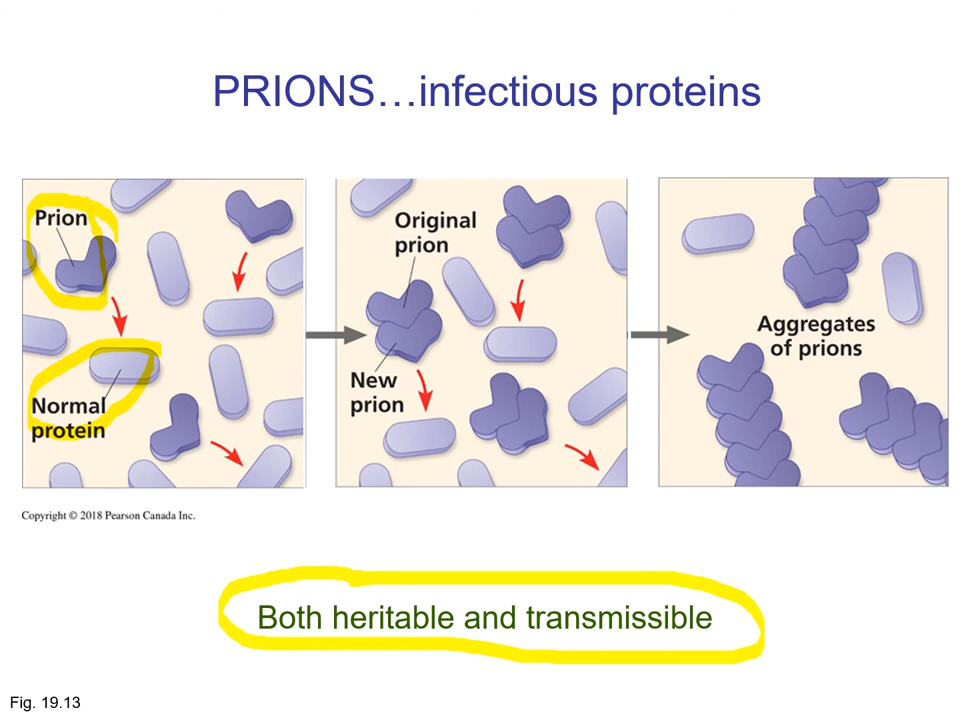 PRIONS…infectious proteins
Prion
Normal
protein
Original
prion
New
prion
Aggregates
of prions
Copyright © 2018 Pearson Canada Inc.
Both heritable and transmissible
Fig. 19.13